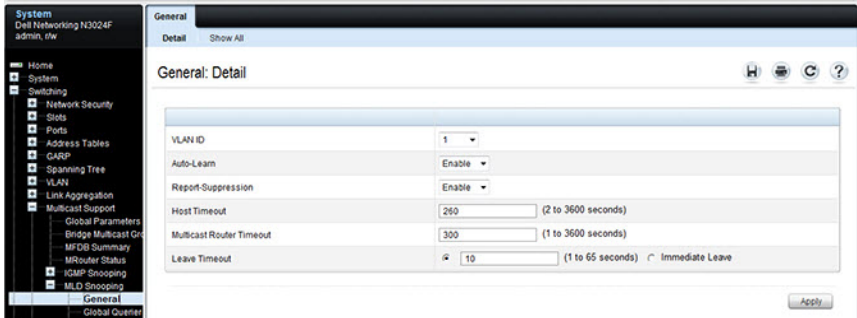 System
Dell Networking N3024F
admin, r/w
Home
System
Switching
Network Security
Slots
Ports
Address Tables
GARP
Spanning Tree
VLAN
Link Aggregation
Multicast Support
Global Parameters
Bridge Multicast Gro
MFDB Summary
MRouter Status
IGMP Snooping
MLD Snooping
General
Global Querier
General
Detail Show All
General: Detail
VLAN ID 1
Auto-Learn Enable
Report-Suppression Enable
Host Timeout 260 (2 to 3600 seconds)
Multicast Router Timeout 300 (1 to 3600 seconds)
Leave Timeout 10 (1 to 65 seconds) Immediate Leave
Apply